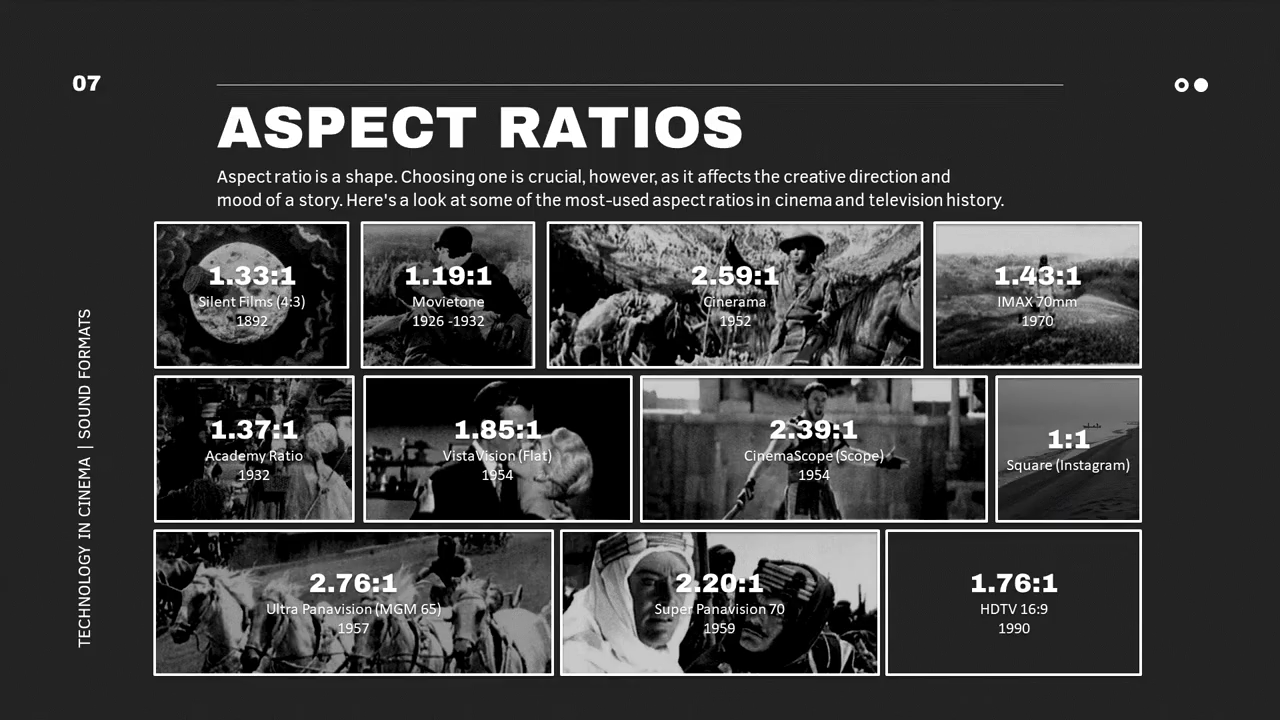 07
ASPECT RATIOS
Aspect ratio is a shape. Choosing one is crucial, however, as it affects the creative direction and
mood of a story. Here's a look at some of the most-used aspect ratios in cinema and television history.
1.33:1
Silent Films (4:3)
1892
1.19:1
Movietone
1926 -1932
2.59:1
Cinerama
1952
1.43:1
IMAX 70mm
1970
1.37:1
Academy Ratio
1932
1.85:1
VistaVision (Flat)
1954
2.39:1
CinemaScope (Scope)
1954
1:1
Square (Instagram)
2.76:1
Ultra Panavision (MGM 65)
1957
2.20:1
Super Panavision 70
1959
1.76:1
HDTV 16:9
1990
TECHNOLOGY IN CINEMA | SOUND FORMATS